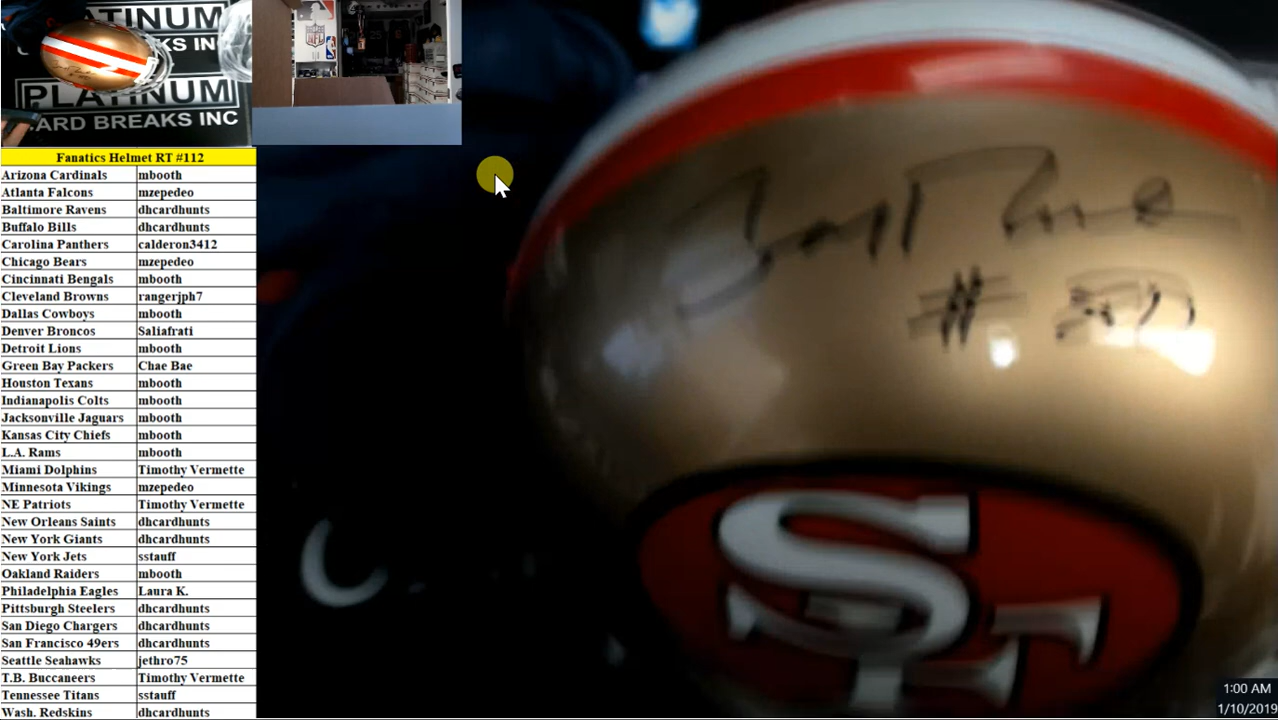 PLATINUM
CARD BREAKS INC
Fanatics Helmet RT #112
Arizona Cardinals mbooth
Atlanta Falcons mzepedeo
Baltimore Ravens dhcardhunts
Buffalo Bills dhcardhunts
Carolina Panthers calderon3412
Chicago Bears mzepedeo
Cincinnati Bengals mbooth
Cleveland Browns rangerjph7
Dallas Cowboys mbooth
Denver Broncos Saliafrati
Detroit Lions mbooth
Green Bay Packers Chae Bae
Houston Texans mbooth
Indianapolis Colts mbooth
Jacksonville Jaguars mbooth
Kansas City Chiefs mbooth
L.A. Rams mbooth
Miami Dolphins Timothy Vermette
Minnesota Vikings mzepedeo
NE Patriots Timothy Vermette
New Orleans Saints dhcardhunts
New York Giants dhcardhunts
New York Jets sstauff
Oakland Raiders mbooth
Philadelphia Eagles Laura K.
Pittsburgh Steelers dhcardhunts
San Diego Chargers dhcardhunts
San Francisco 49ers dhcardhunts
Seattle Seahawks jethro75
T.B. Buccaneers Timothy Vermette
Tennessee Titans sstauff
Wash. Redskins dhcardhunts
#80
SF
1:00 AM
1/10/2019